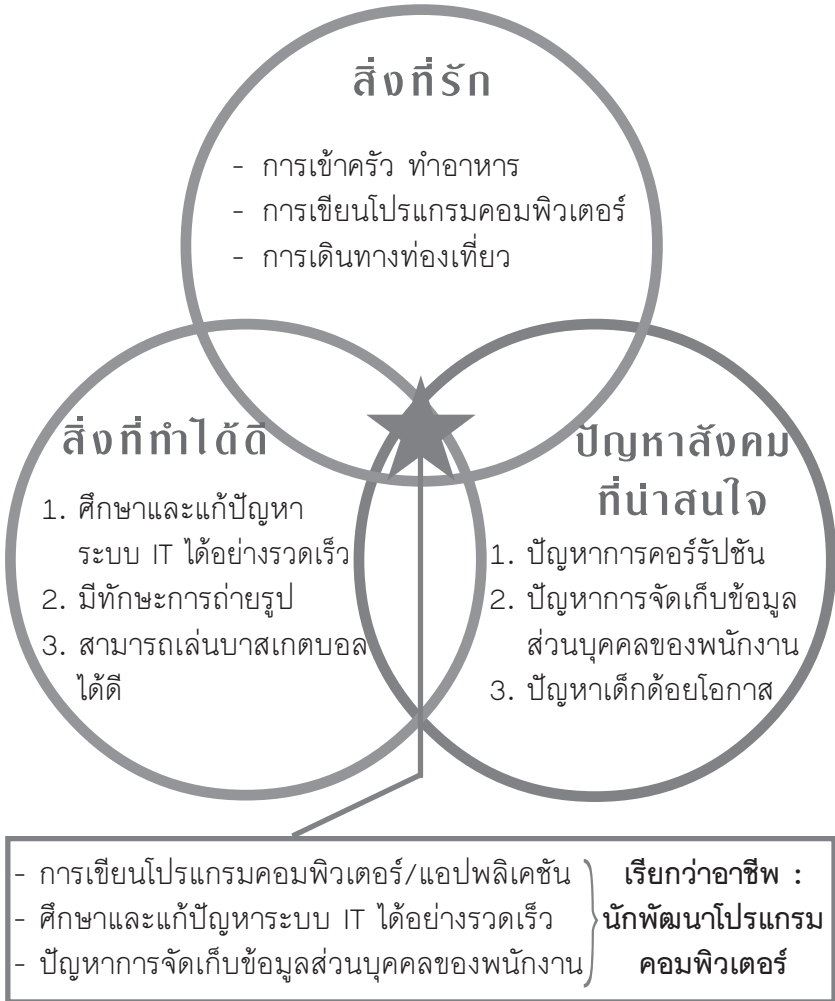 สิ่งที่รัก
- การเข้าครัว ทำอาหาร
- การเขียนโปรแกรมคอมพิวเตอร์
- การเดินทางท่องเที่ยว
สิ่งที่ทำได้ดี
1. ศึกษาและแก้ปัญหา
ระบบ IT ได้อย่างรวดเร็ว
2. มีทักษะการถ่ายรูป
3. สามารถเล่นบาสเกตบอล
ได้ดี
ปัญหาสังคม
ที่น่าสนใจ
1. ปัญหาการคอร์รัปชัน
2. ปัญหาการจัดเก็บข้อมูล
ส่วนบุคคลของพนักงาน
3. ปัญหาเด็กด้อยโอกาส
- การเขียนโปรแกรมคอมพิวเตอร์/แอปพลิเคชัน
- ศึกษาและแก้ปัญหาระบบ IT ได้อย่างรวดเร็ว
- ปัญหาการจัดเก็บข้อมูลส่วนบุคคลของพนักงาน
เรียกว่าอาชีพ :
นักพัฒนาโปรแกรม
คอมพิวเตอร์